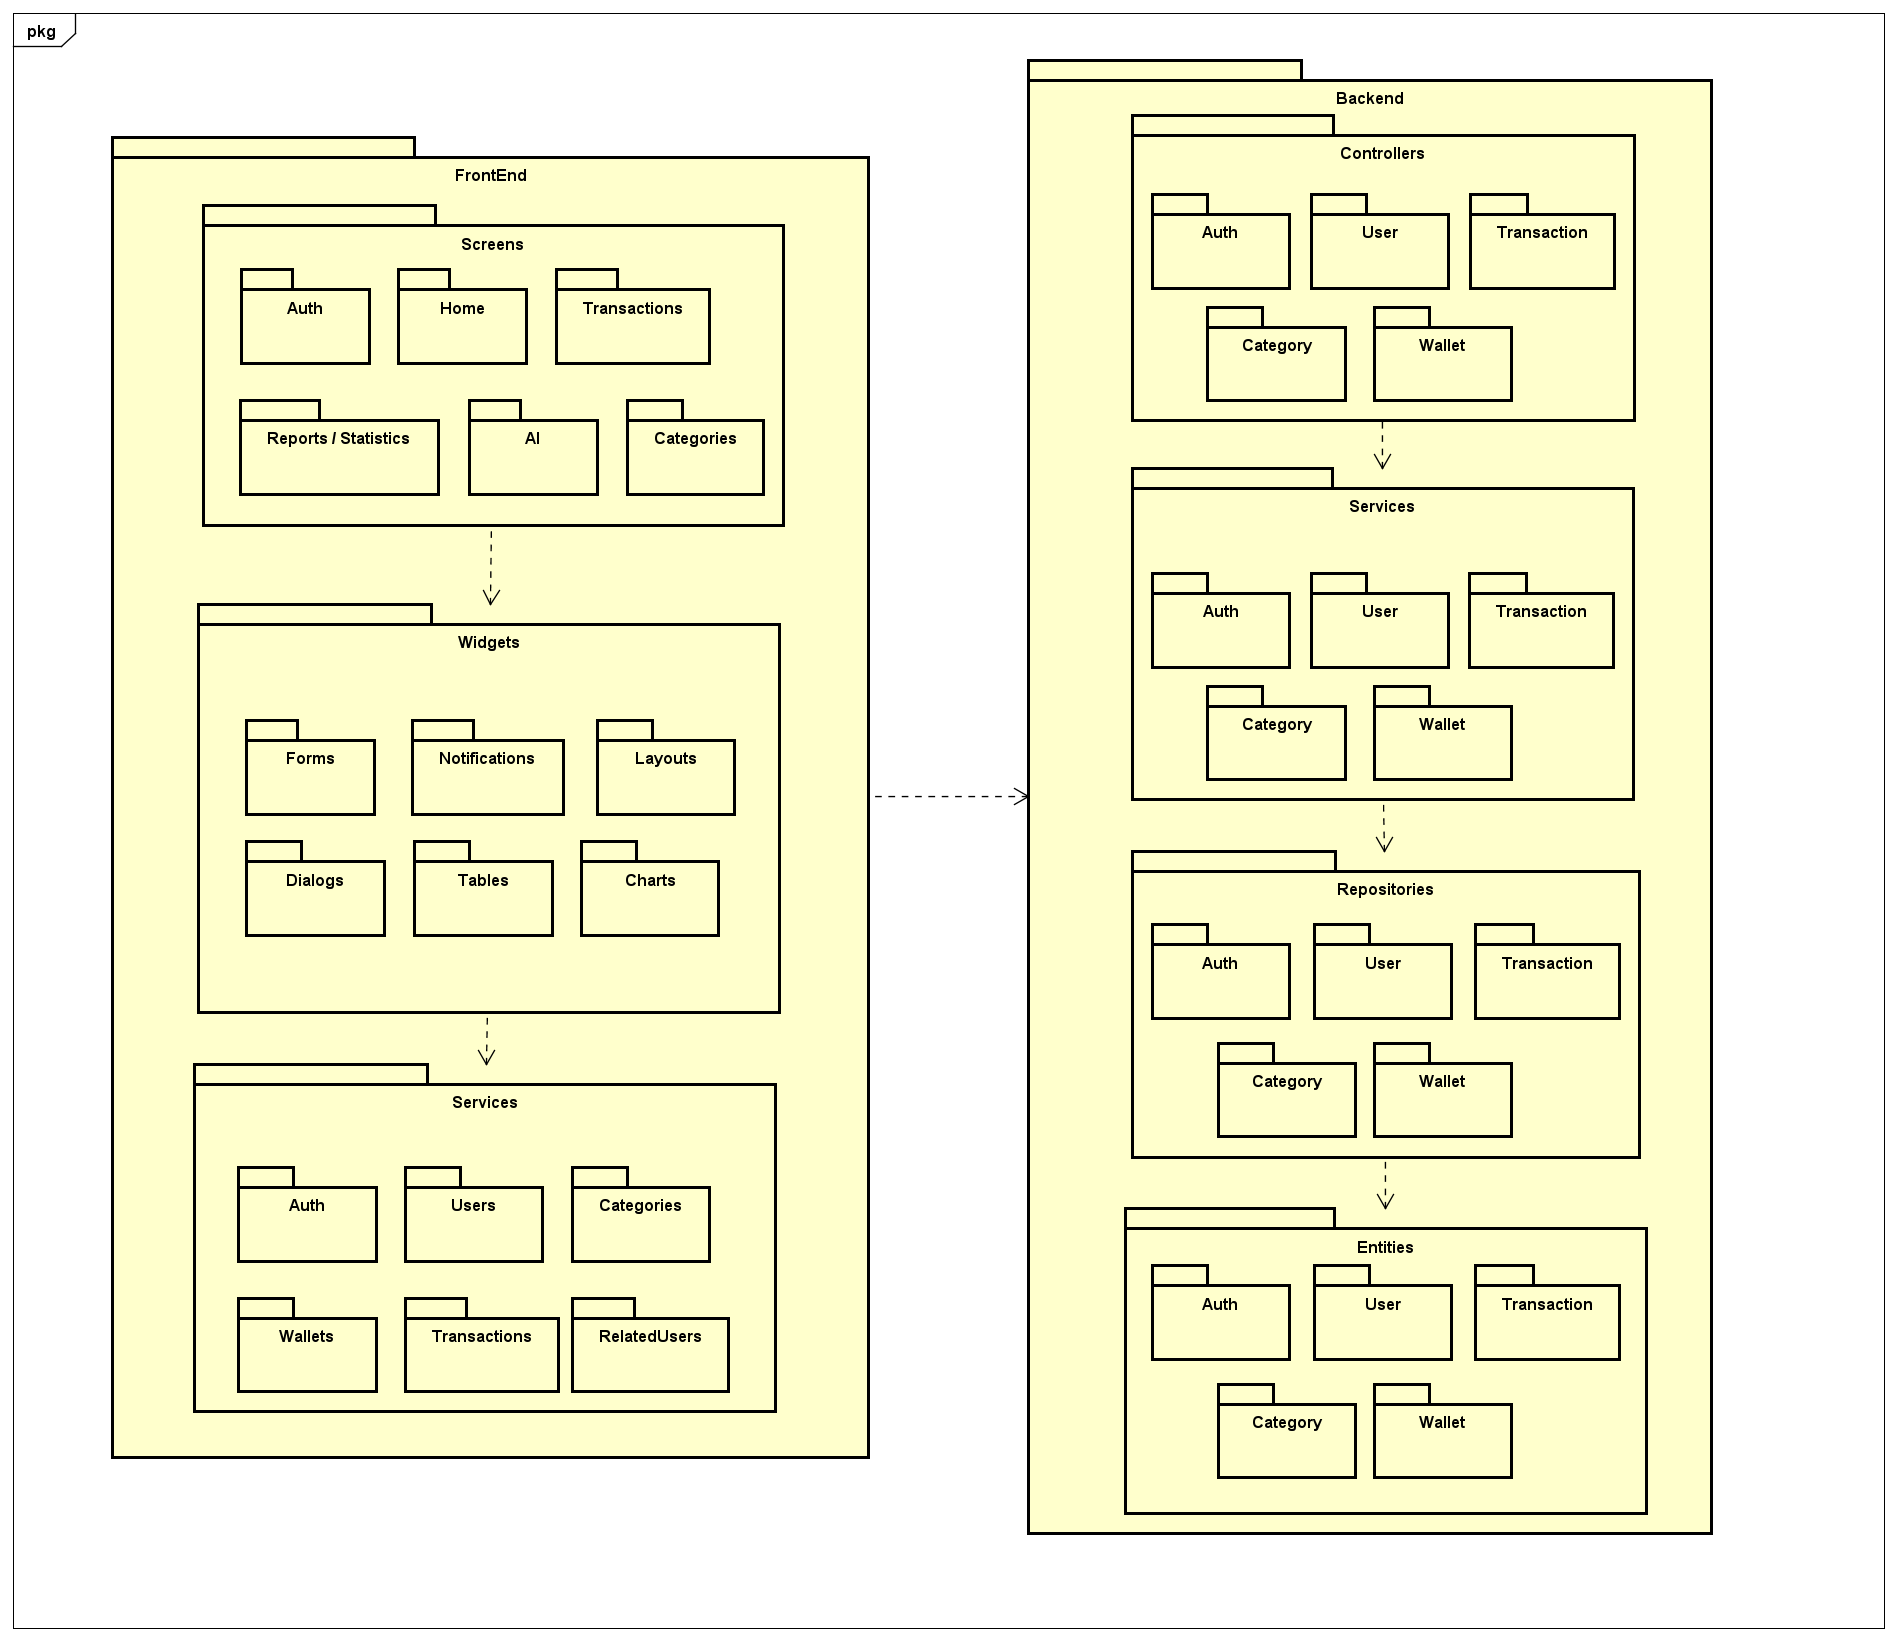 pkg
FrontEnd
Screens
Auth
Home
Transactions
Reports / Statistics
AI
Categories
Widgets
Forms
Notifications
Layouts
Dialogs
Tables
Charts
Services
Auth
Users
Categories
Wallets
Transactions
RelatedUsers
Backend
Controllers
Auth
User
Transaction
Category
Wallet
Services
Auth
User
Transaction
Category
Wallet
Repositories
Auth
User
Transaction
Category
Wallet
Entities
Auth
User
Transaction
Category
Wallet